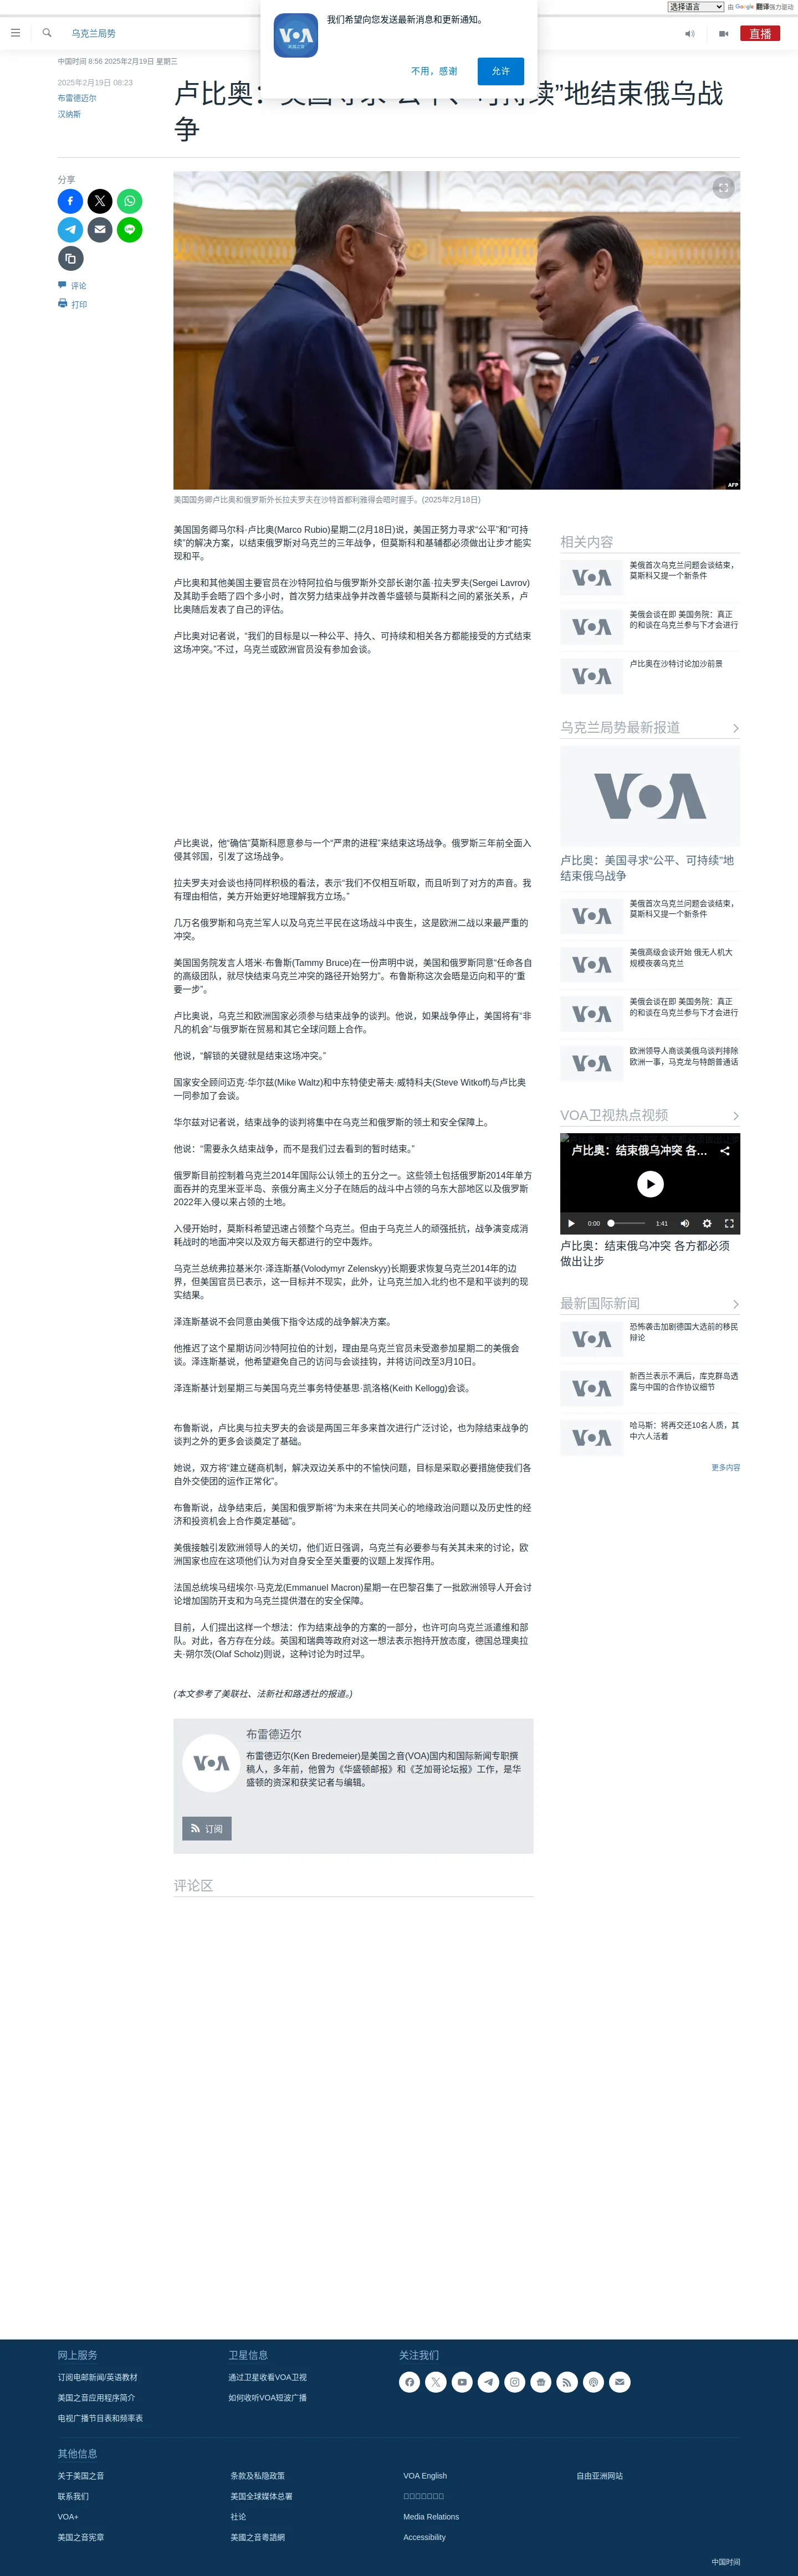 选择语言 由 Google 翻译强力驱动
我们希望向您发送最新消息和更新通知。
不用，感谢
允许
乌克兰局势
直播
中国时间 8:56 2025年2月19日 星期三
2025年2月19日 08:23
布雷德迈尔
汉纳斯
持续”地结束俄乌战
争
分享
评论
打印
AFP
美国国务卿卢比奥和俄罗斯外长拉夫罗夫在沙特首都利雅得会晤时握手。(2025年2月18日)
美国国务卿马尔科·卢比奥(Marco Rubio)星期二(2月18日)说，美国正努力寻求“公平”和“可持
续”的解决方案，以结束俄罗斯对乌克兰的三年战争，但莫斯科和基辅都必须做出让步才能实
现和平。
卢比奥和其他美国主要官员在沙特阿拉伯与俄罗斯外交部长谢尔盖·拉夫罗夫(Sergei Lavrov)
及其助手会晤了四个多小时，首次努力结束战争并改善华盛顿与莫斯科之间的紧张关系，卢
比奥随后发表了自己的评估。
卢比奥对记者说，“我们的目标是以一种公平、持久、可持续和相关各方都能接受的方式结束
这场冲突。”不过，乌克兰或欧洲官员没有参加会谈。
卢比奥说，他“确信”莫斯科愿意参与一个“严肃的进程”来结束这场战争。俄罗斯三年前全面入
侵其邻国，引发了这场战争。
拉夫罗夫对会谈也持同样积极的看法，表示“我们不仅相互听取，而且听到了对方的声音。我
有理由相信，美方开始更好地理解我方立场。”
几万名俄罗斯和乌克兰军人以及乌克兰平民在这场战斗中丧生，这是欧洲二战以来最严重的
冲突。
美国国务院发言人塔米·布鲁斯(Tammy Bruce)在一份声明中说，美国和俄罗斯同意“任命各自
的高级团队，就尽快结束乌克兰冲突的路径开始努力”。布鲁斯称这次会晤是迈向和平的“重
要一步”。
卢比奥说，乌克兰和欧洲国家必须参与结束战争的谈判。他说，如果战争停止，美国将有“非
凡的机会”与俄罗斯在贸易和其它全球问题上合作。
他说，“解锁的关键就是结束这场冲突。”
国家安全顾问迈克·华尔兹(Mike Waltz)和中东特使史蒂夫·威特科夫(Steve Witkoff)与卢比奥
一同参加了会谈。
华尔兹对记者说，结束战争的谈判将集中在乌克兰和俄罗斯的领土和安全保障上。
他说：“需要永久结束战争，而不是我们过去看到的暂时结束。”
俄罗斯目前控制着乌克兰2014年国际公认领土的五分之一。这些领土包括俄罗斯2014年单方
面吞并的克里米亚半岛、亲俄分离主义分子在随后的战斗中占领的乌东大部地区以及俄罗斯
2022年入侵以来占领的土地。
入侵开始时，莫斯科希望迅速占领整个乌克兰。但由于乌克兰人的顽强抵抗，战争演变成消
耗战时的地面冲突以及双方每天都进行的空中轰炸。
乌克兰总统弗拉基米尔·泽连斯基(Volodymyr Zelenskyy)长期要求恢复乌克兰2014年的边
界，但美国官员已表示，这一目标并不现实，此外，让乌克兰加入北约也不是和平谈判的现
实结果。
泽连斯基说不会同意由美俄下指令达成的战争解决方案。
他推迟了这个星期访问沙特阿拉伯的计划，理由是乌克兰官员未受邀参加星期二的美俄会
谈。泽连斯基说，他希望避免自己的访问与会谈挂钩，并将访问改至3月10日。
泽连斯基计划星期三与美国乌克兰事务特使基思·凯洛格(Keith Kellogg)会谈。
布鲁斯说，卢比奥与拉夫罗夫的会谈是两国三年多来首次进行广泛讨论，也为除结束战争的
谈判之外的更多会谈奠定了基础。
她说，双方将“建立磋商机制，解决双边关系中的不愉快问题，目标是采取必要措施使我们各
自外交使团的运作正常化”。
布鲁斯说，战争结束后，美国和俄罗斯将“为未来在共同关心的地缘政治问题以及历史性的经
济和投资机会上合作奠定基础”。
美俄接触引发欧洲领导人的关切，他们近日强调，乌克兰有必要参与有关其未来的讨论，欧
洲国家也应在这项他们认为对自身安全至关重要的议题上发挥作用。
法国总统埃马纽埃尔·马克龙(Emmanuel Macron)星期一在巴黎召集了一批欧洲领导人开会讨
论增加国防开支和为乌克兰提供潜在的安全保障。
目前，人们提出这样一个想法：作为结束战争的方案的一部分，也许可向乌克兰派遣维和部
队。对此，各方存在分歧。英国和瑞典等政府对这一想法表示抱持开放态度，德国总理奥拉
夫·朔尔茨(Olaf Scholz)则说，这种讨论为时过早。
(本文参考了美联社、法新社和路透社的报道。)
布雷德迈尔
布雷德迈尔(Ken Bredemeier)是美国之音(VOA)国内和国际新闻专职撰
稿人，多年前，他曾为《华盛顿邮报》和《芝加哥论坛报》工作，是华
盛顿的资深和获奖记者与编辑。
订阅
评论区
相关内容
美俄首次乌克兰问题会谈结束，
莫斯科又提一个新条件
美俄会谈在即 美国务院：真正
的和谈在乌克兰参与下才会进行
卢比奥在沙特讨论加沙前景
乌克兰局势最新报道
VOA
卢比奥：美国寻求“公平、可持续”地
结束俄乌战争
美俄首次乌克兰问题会谈结束，
莫斯科又提一个新条件
美俄高级会谈开始 俄无人机大
规模夜袭乌克兰
美俄会谈在即 美国务院：真正
的和谈在乌克兰参与下才会进行
欧洲领导人商谈美俄乌谈判排除
欧洲一事，马克龙与特朗普通话
VOA卫视热点视频
卢比奥：结束俄乌冲突 各…
0:00
1:41
卢比奥：结束俄乌冲突 各方都必须
做出让步
最新国际新闻
恐怖袭击加剧德国大选前的移民
辩论
新西兰表示不满后，库克群岛透
露与中国的合作协议细节
哈马斯：将再交还10名人质，其
中六人活着
更多内容
网上服务
订阅电邮新闻/英语教材
美国之音应用程序简介
电视广播节目表和频率表
卫星信息
通过卫星收看VOA卫视
如何收听VOA短波广播
关注我们
其他信息
关于美国之音
条款及私隐政策
VOA English
自由亚洲网站
联系我们
美国全球媒体总署
VOA+
社论
Media Relations
美国之音宪章
美國之音粵語網
Accessibility
中国时间